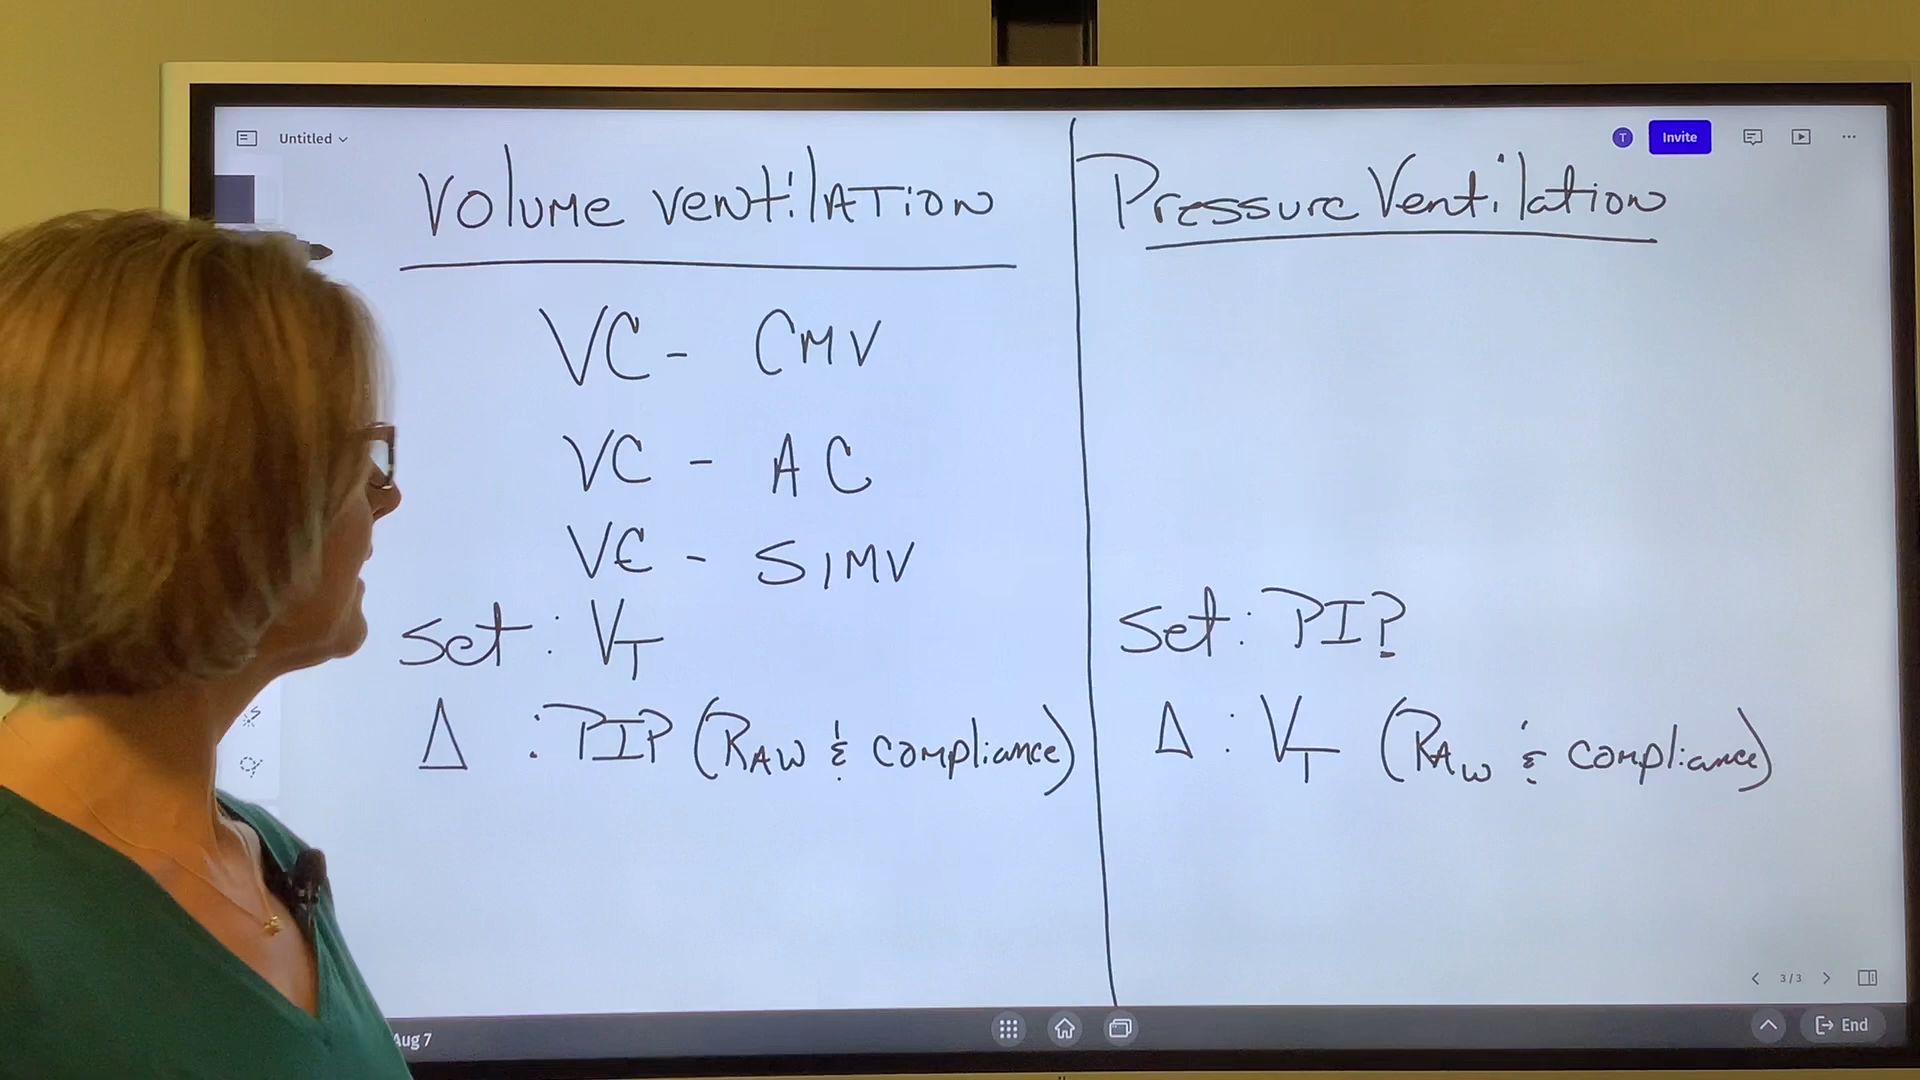 Untitled
T Invite
Volume Ventilation
VC - CMV
VC - AC
VC - SIMV
Set: VT
Δ : PIP (RAW & compliance)
Pressure Ventilation
Set: PIP
Δ : VT (RAW & compliance)
3/3
Aug 7
End